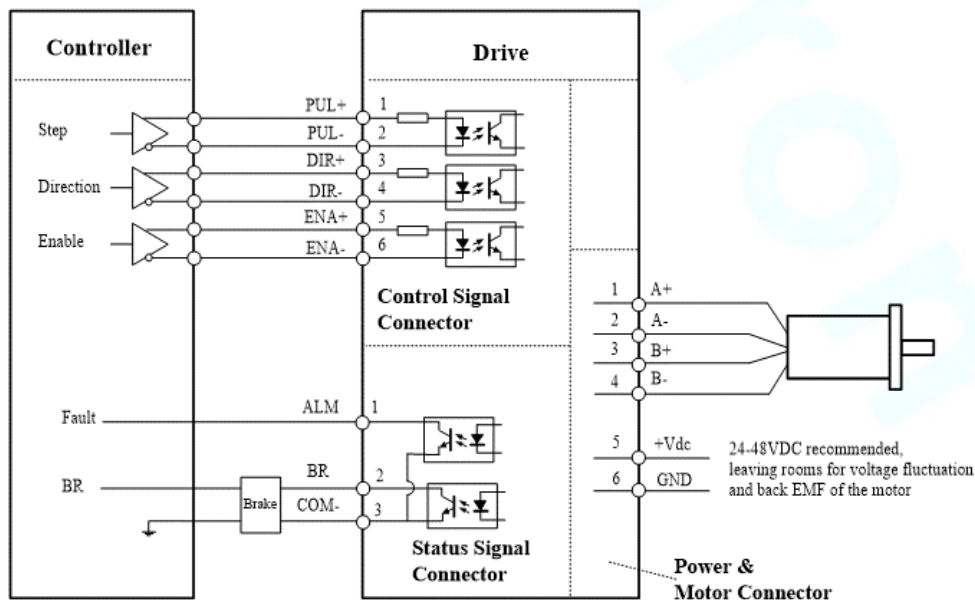 Controller
Drive
Step
PUL+ 1
PUL- 2
Direction
DIR+ 3
DIR- 4
Enable
ENA+ 5
ENA- 6
Control Signal
Connector
1 A+
2 A-
3 B+
4 B-
Fault
ALM 1
BR
BR 2
Brake
COM- 3
Status Signal
Connector
5 +Vdc
6 GND
24-48VDC recommended,
leaving rooms for voltage fluctuation
and back EMF of the motor
Power &
Motor Connector